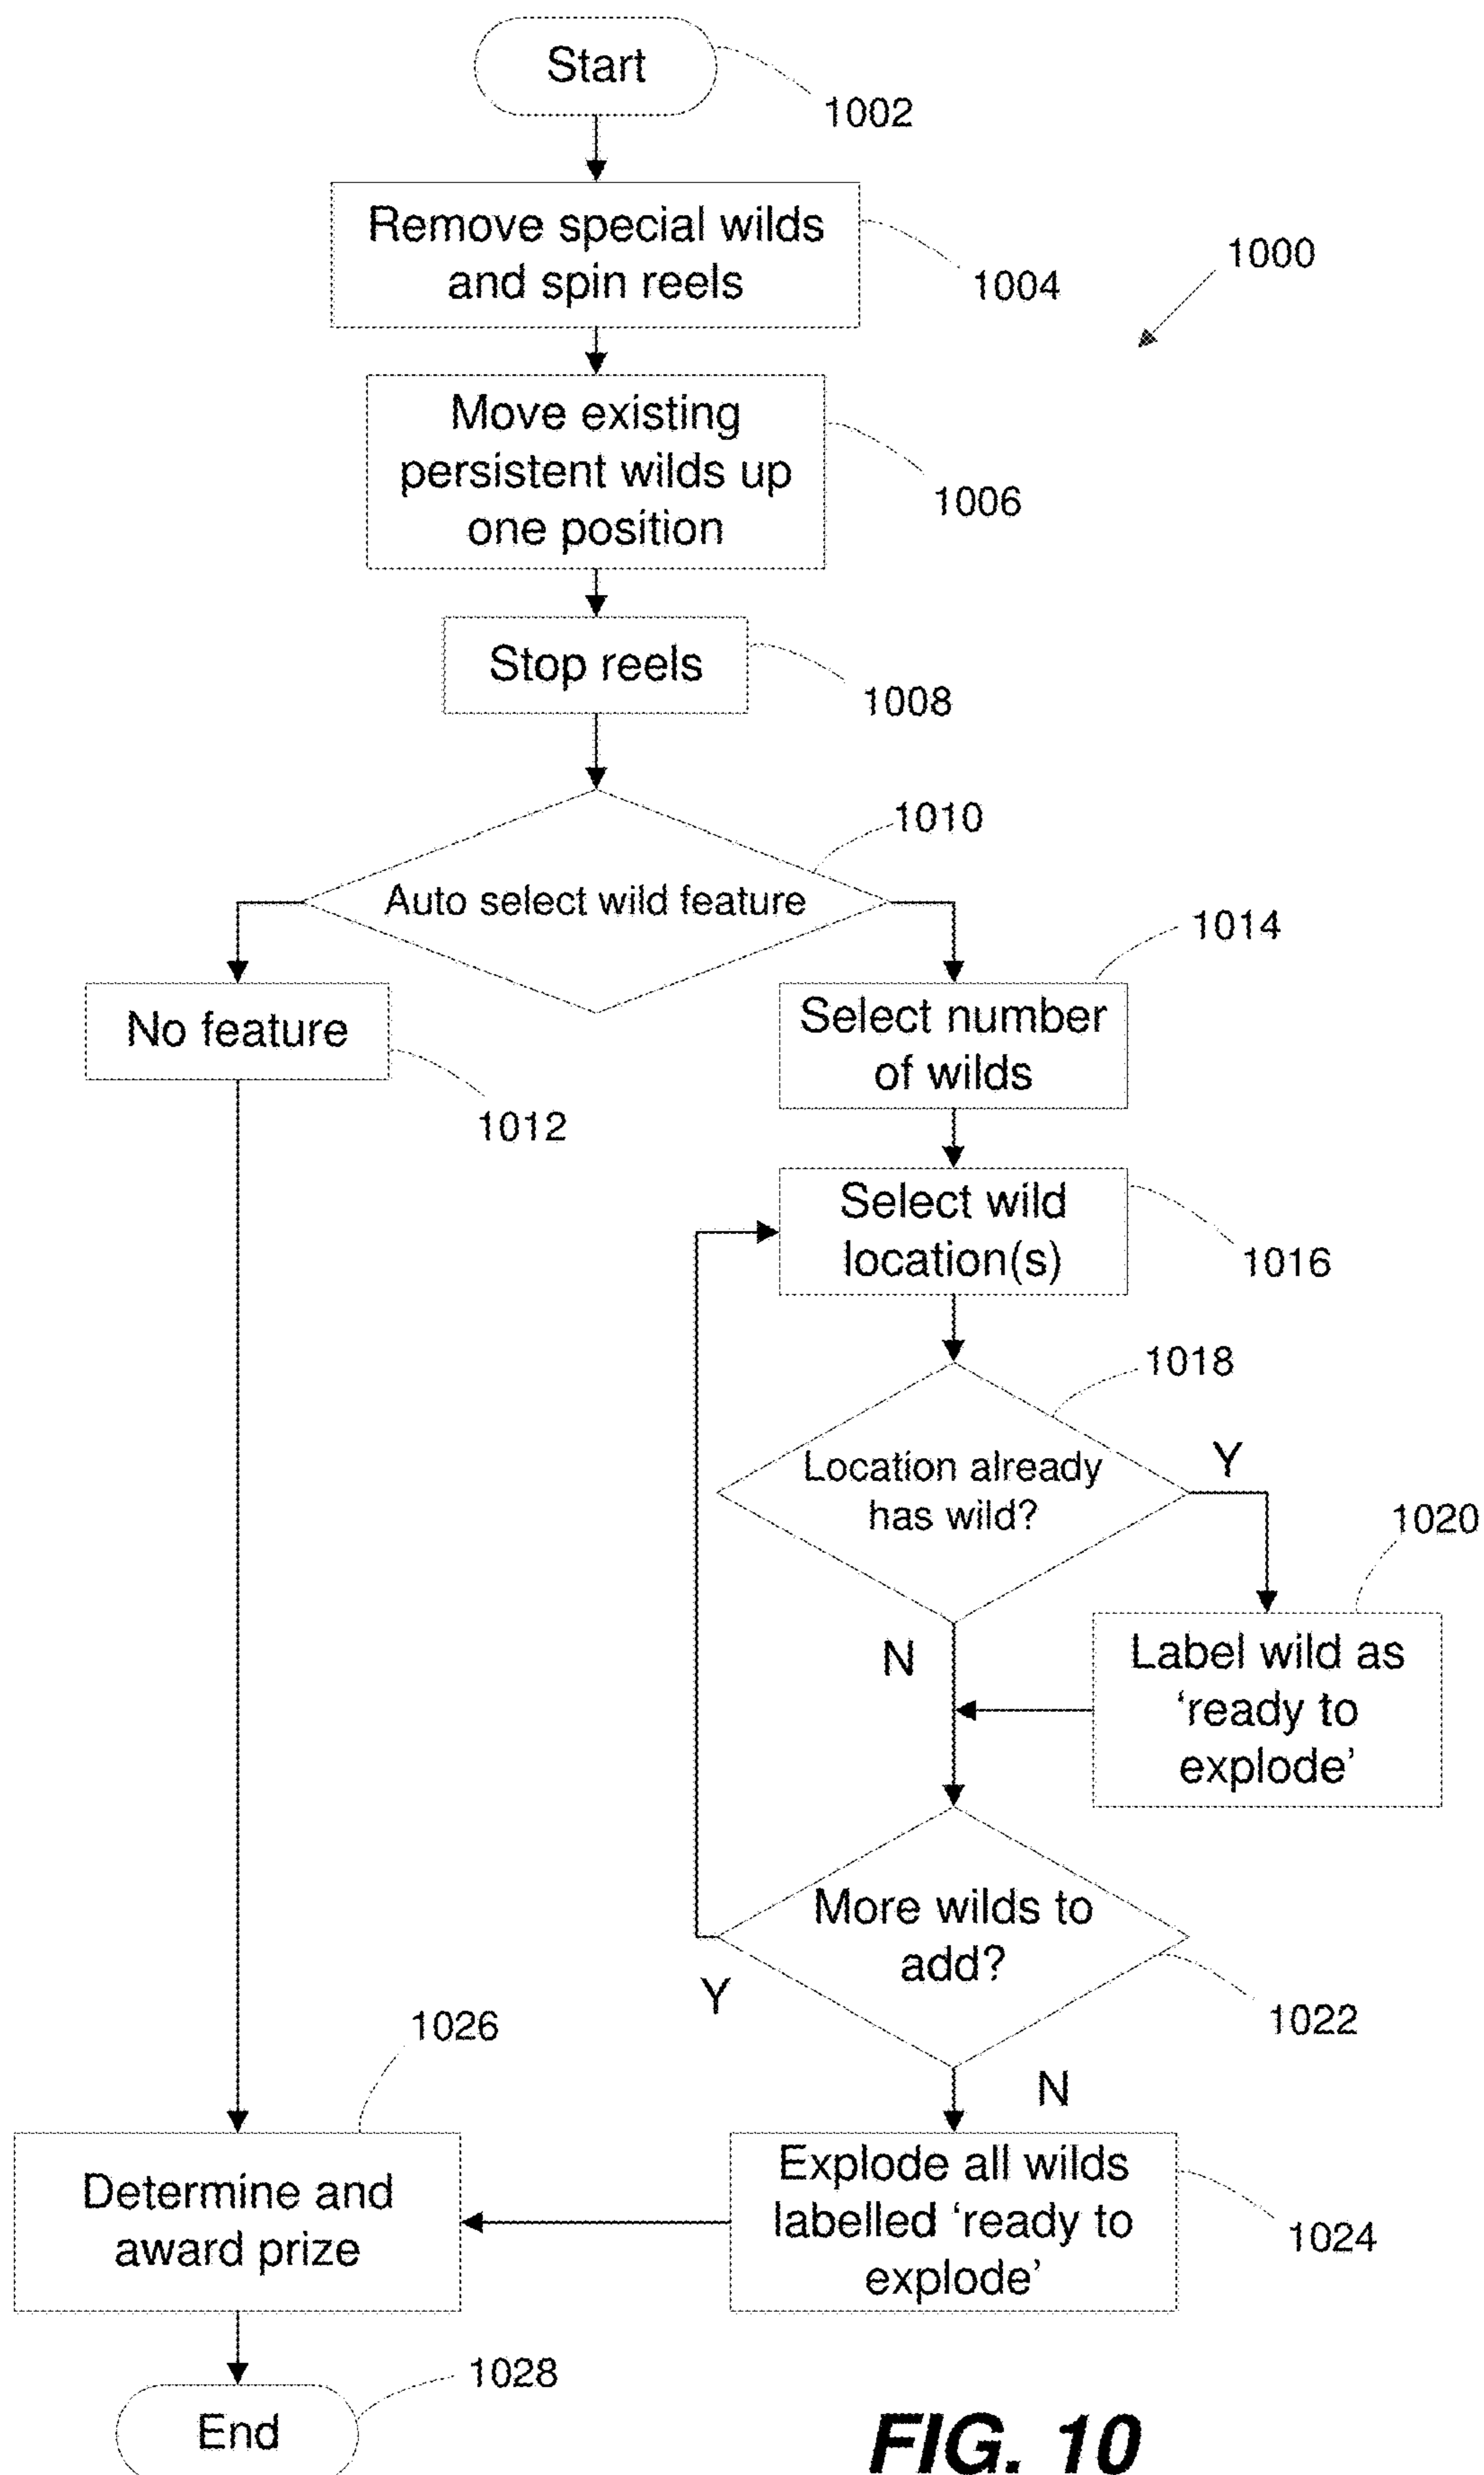 Start
1002
Remove special wilds
and spin reels
1004
1000
Move existing
persistent wilds up
one position
1006
Stop reels
1008
1010
Auto select wild feature
1014
No feature
1012
Select number
of wilds
Select wild
location(s)
1016
1018
Location already
has wild?
Y
1020
N
Label wild as
‘ready to
explode’
More wilds to
add?
Y
1022
1026
N
Determine and
award prize
Explode all wilds
labelled ‘ready to
explode’
1024
1028
End
FIG. 10